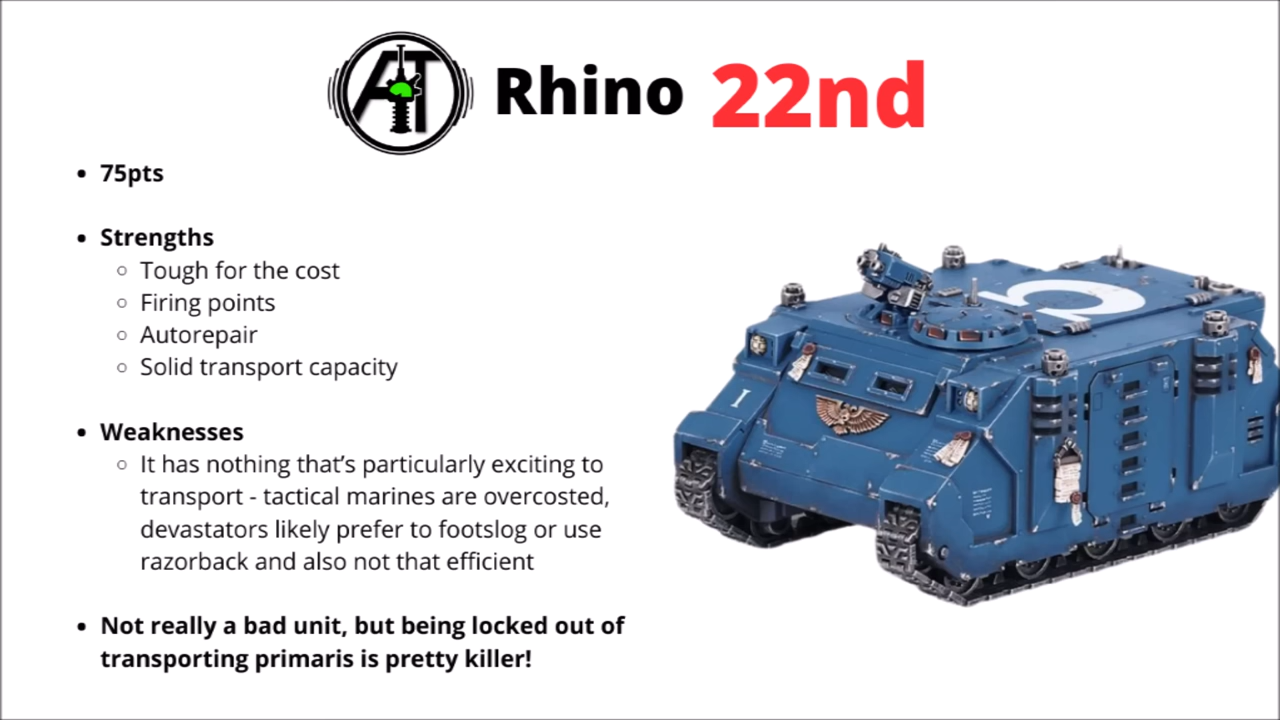 AT
Rhino 22nd
75pts
Strengths
Tough for the cost
Firing points
Autorepair
Solid transport capacity
Weaknesses
It has nothing that's particularly exciting to
transport - tactical marines are overcosted,
devastators likely prefer to footslog or use
razorback and also not that efficient
Not really a bad unit, but being locked out of
transporting primaris is pretty killer!
I